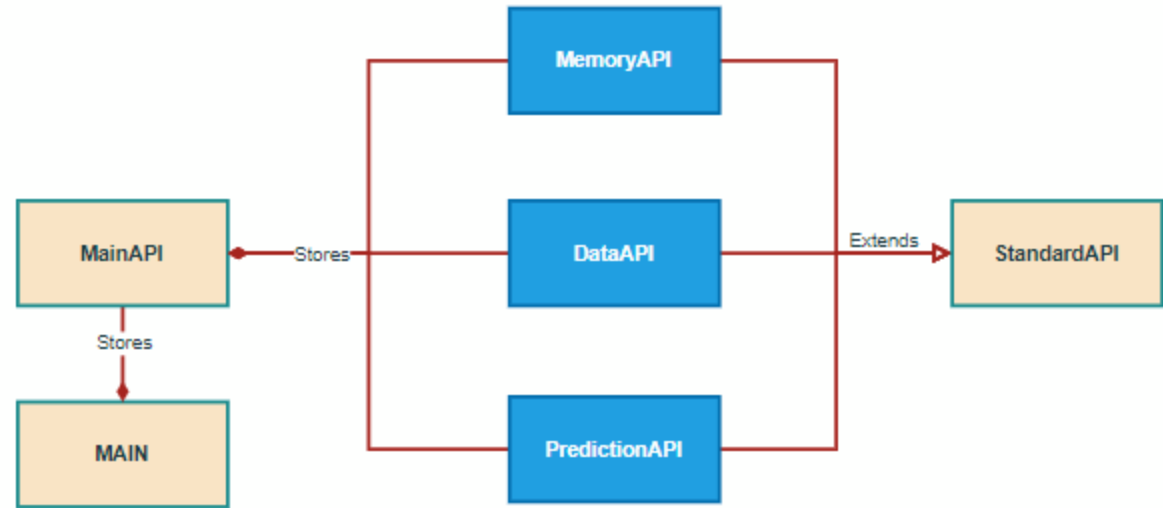 MemoryAPI
MainAPI
Stores
DataAPI
Extends
StandardAPI
Stores
MAIN
PredictionAPI